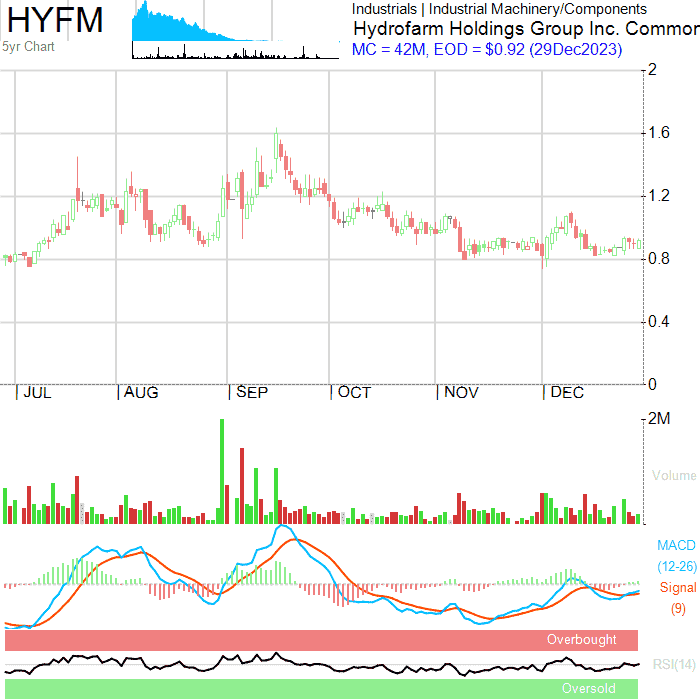 HYFM
5yr Chart
Industrials | Industrial Machinery/Components
Hydrofarm Holdings Group Inc. Common
MC = 42M, EOD = $0.92 (29Dec2023)
2
1.6
1.2
0.8
0.4
0
| JUL | AUG | SEP | OCT | NOV | DEC
2M
Volume
MACD
(12-26)
Signal
(9)
Overbought
RSI(14)
Oversold